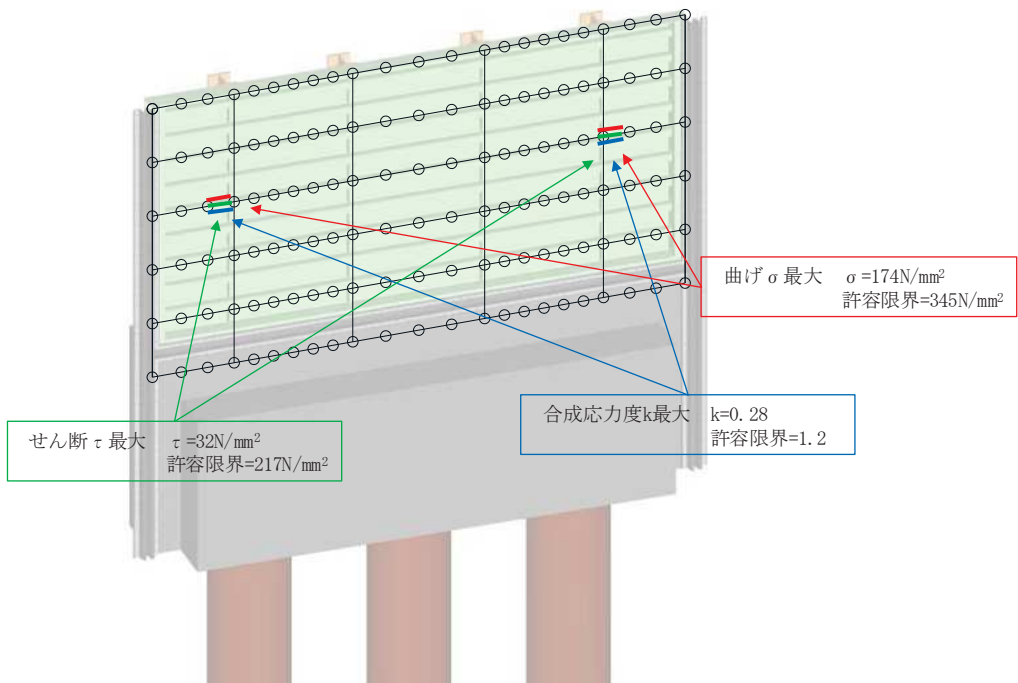 曲げσ最大 σ=174N/mm²
許容限界=345N/mm²
合成応力度k最大 k=0.28
許容限界=1.2
せん断τ最大 τ=32N/mm²
許容限界=217N/mm²